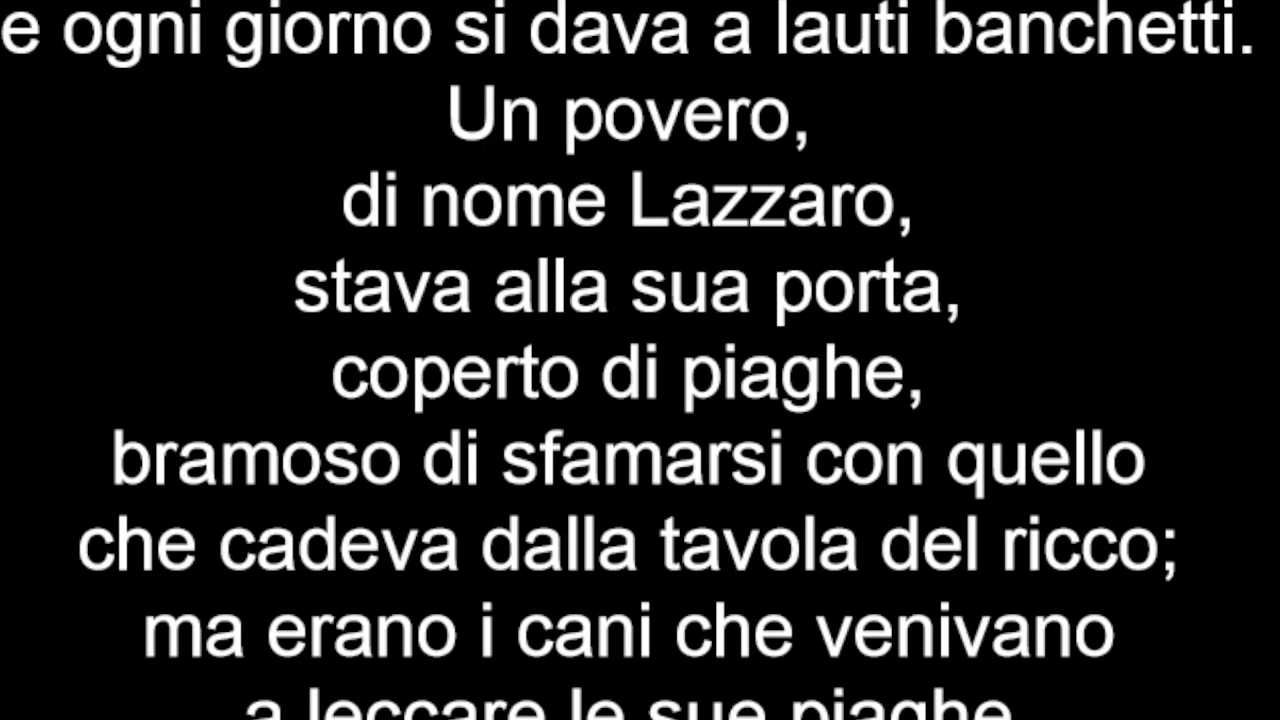 e ogni giorno si dava a lauti banchetti.
Un povero,
di nome Lazzaro,
stava alla sua porta,
coperto di piaghe,
bramoso di sfamarsi con quello
che cadeva dalla tavola del ricco;
ma erano i cani che venivano
a leccare le sue piaghe